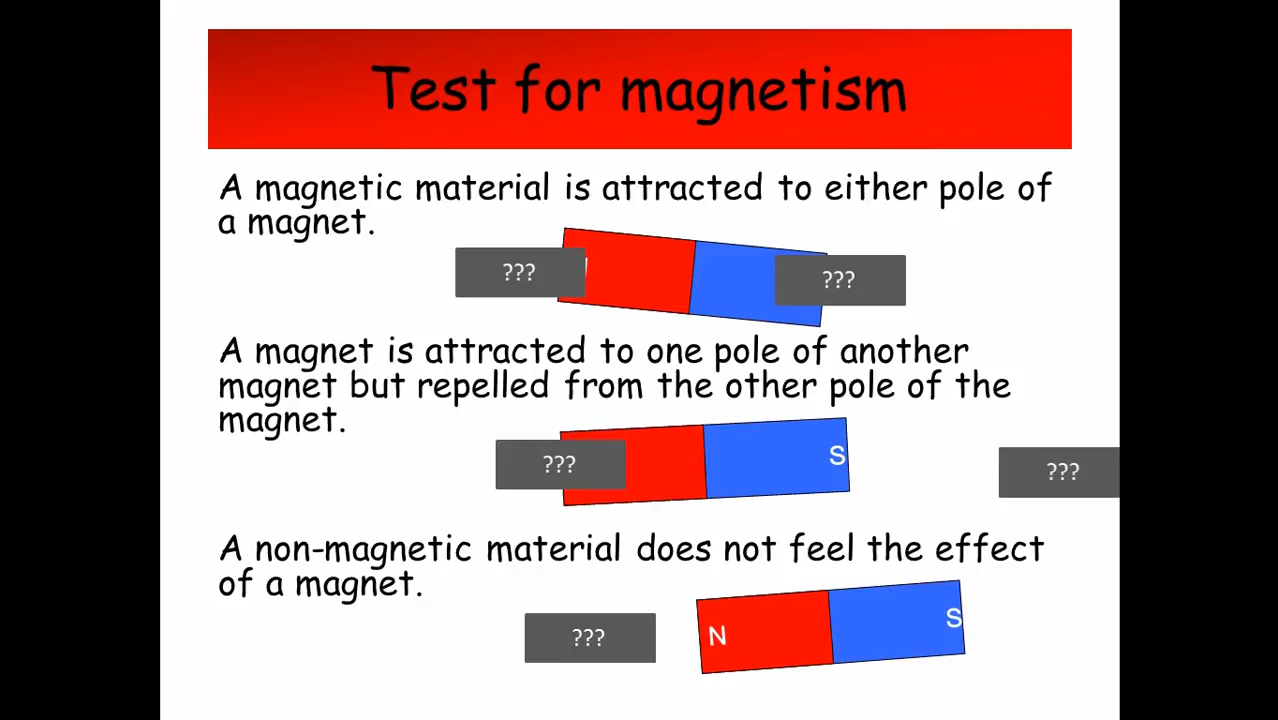 Test for magnetism
A magnetic material is attracted to either pole of
a magnet.
???
???
A magnet is attracted to one pole of another
magnet but repelled from the other pole of the
magnet.
???
S
???
A non-magnetic material does not feel the effect
of a magnet.
???
N
S